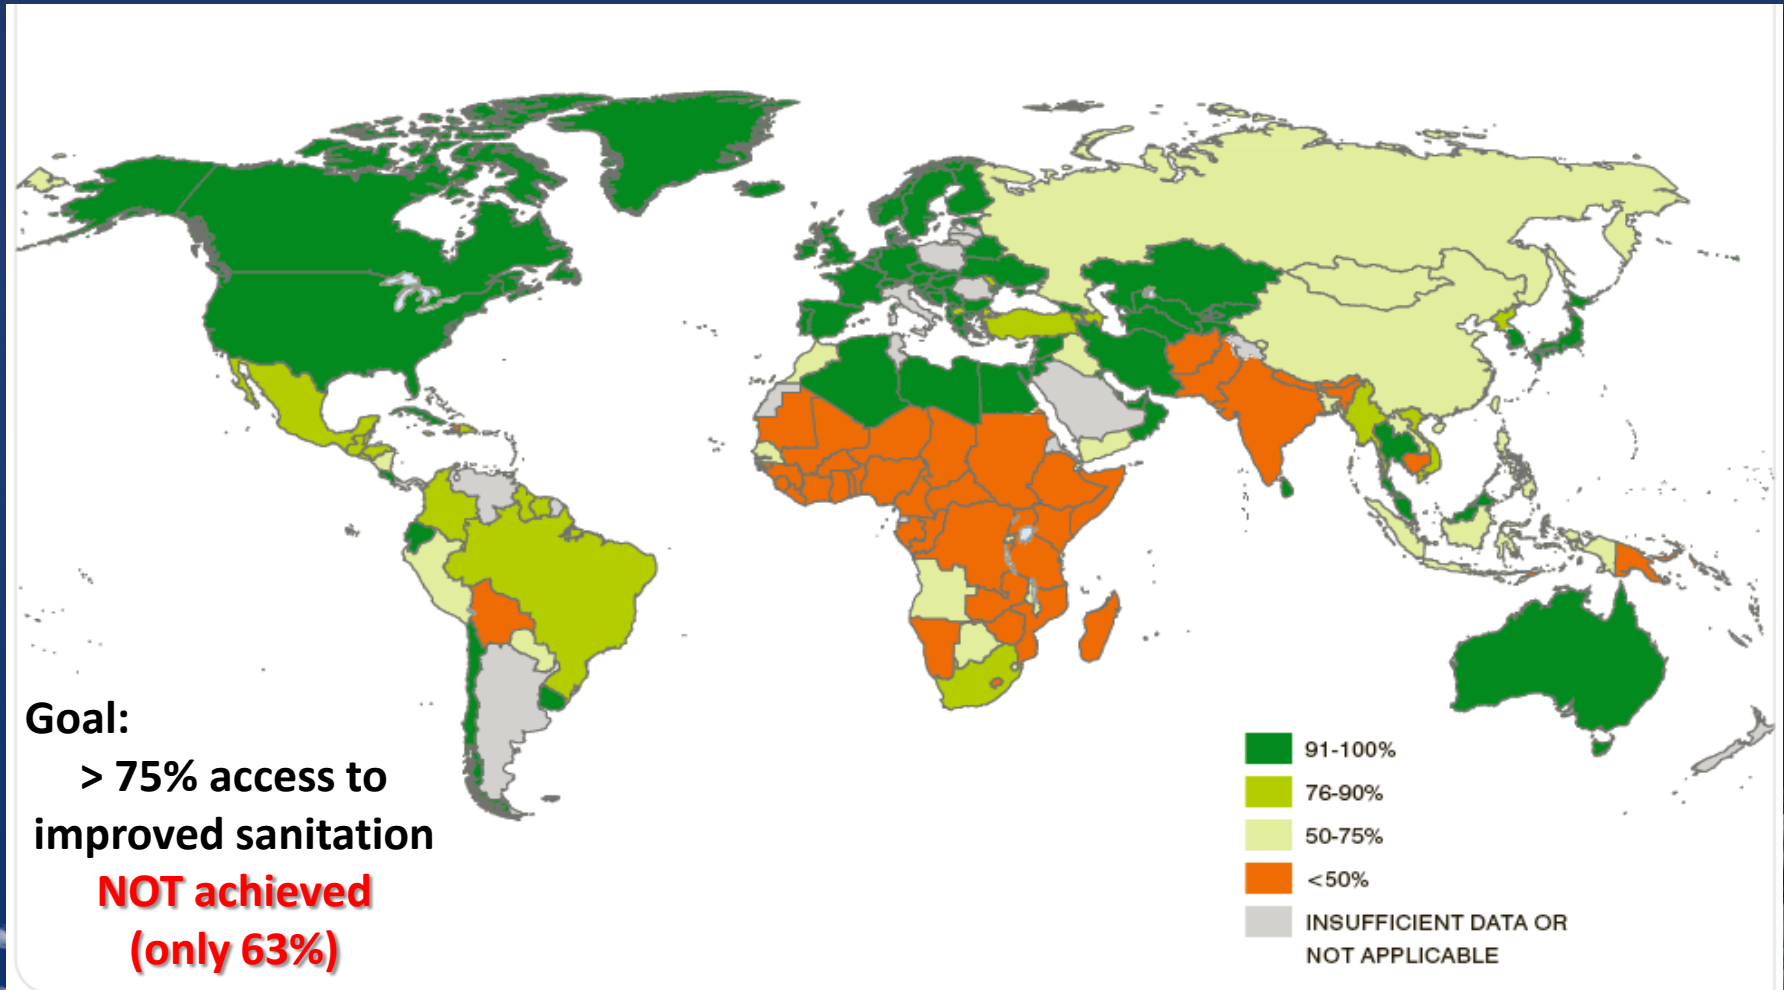 Goal:
> 75% access to
improved sanitation
NOT achieved
(only 63%)
91-100%
76-90%
50-75%
<50%
INSUFFICIENT DATA OR
NOT APPLICABLE